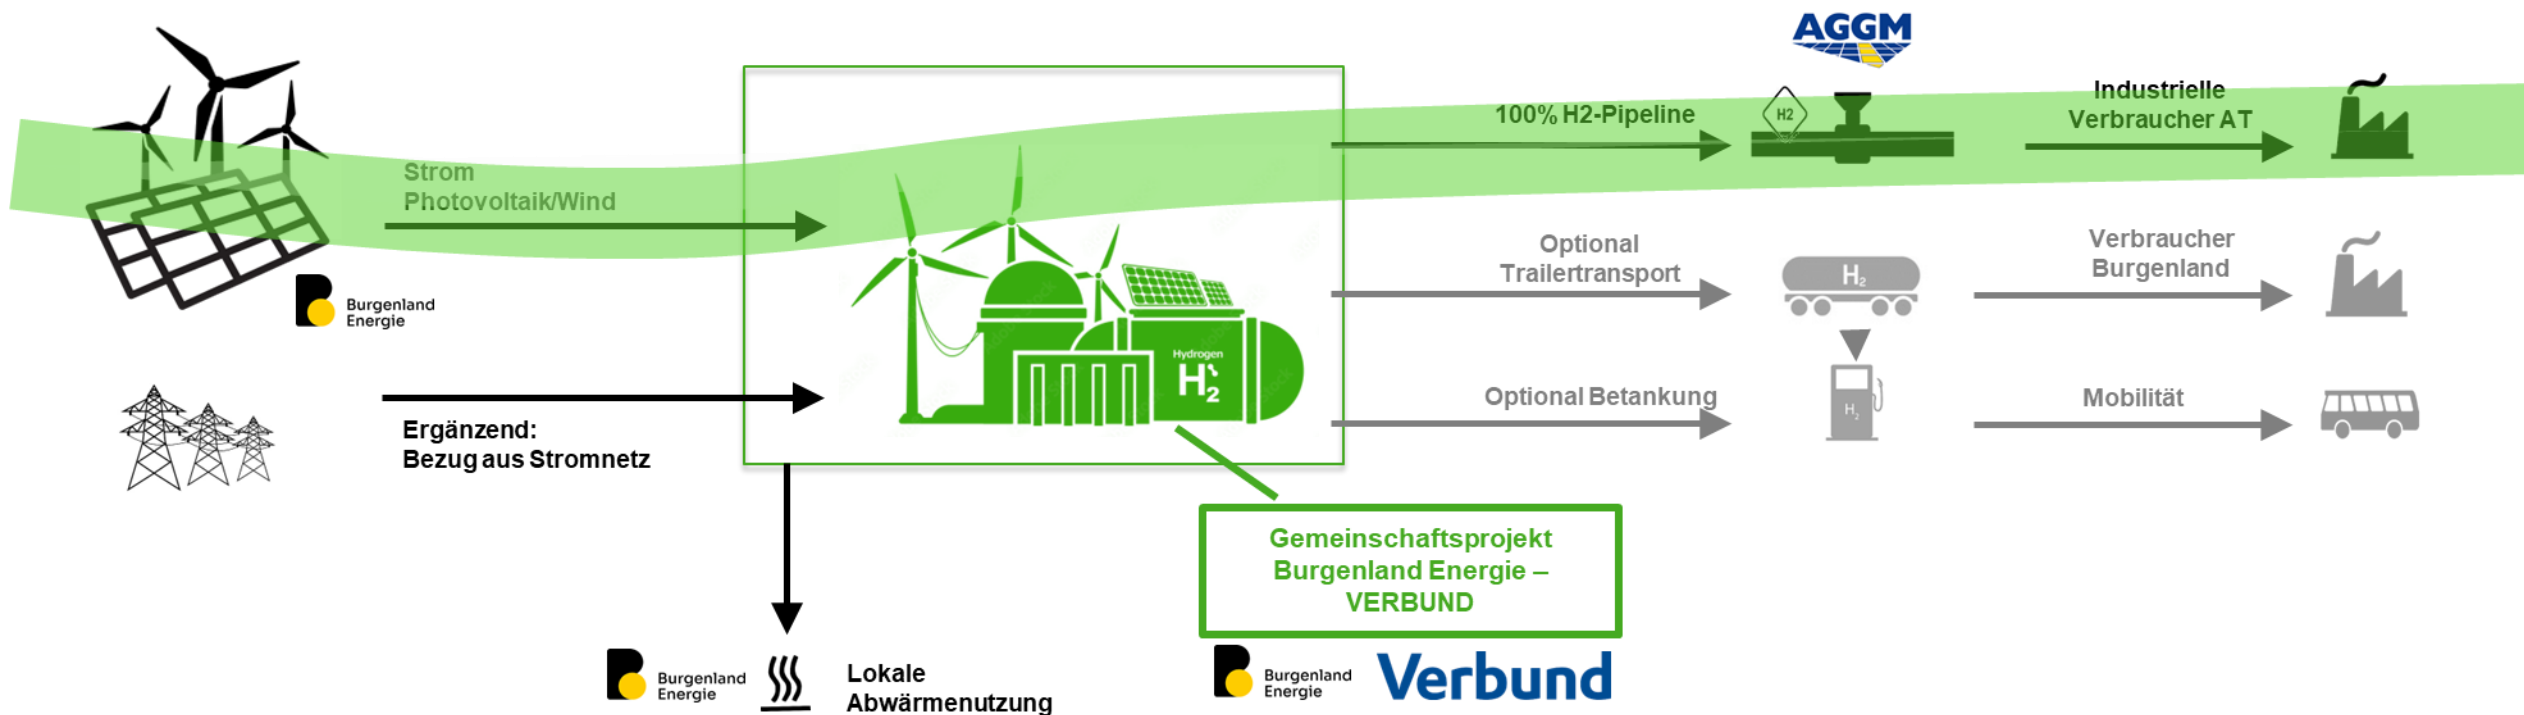 AGGM
100% H2-Pipeline
H2
Industrielle
Verbraucher AT
Strom
Photovoltaik/Wind
Optional
Trailertransport
H₂
Verbraucher
Burgenland
Burgenland
Energie
Hydrogen
H₂
Optional Betankung
H₂
Mobilität
Ergänzend:
Bezug aus Stromnetz
Gemeinschaftsprojekt
Burgenland Energie –
VERBUND
Burgenland
Energie
Lokale
Abwärmenutzung
Burgenland
Energie
Verbund